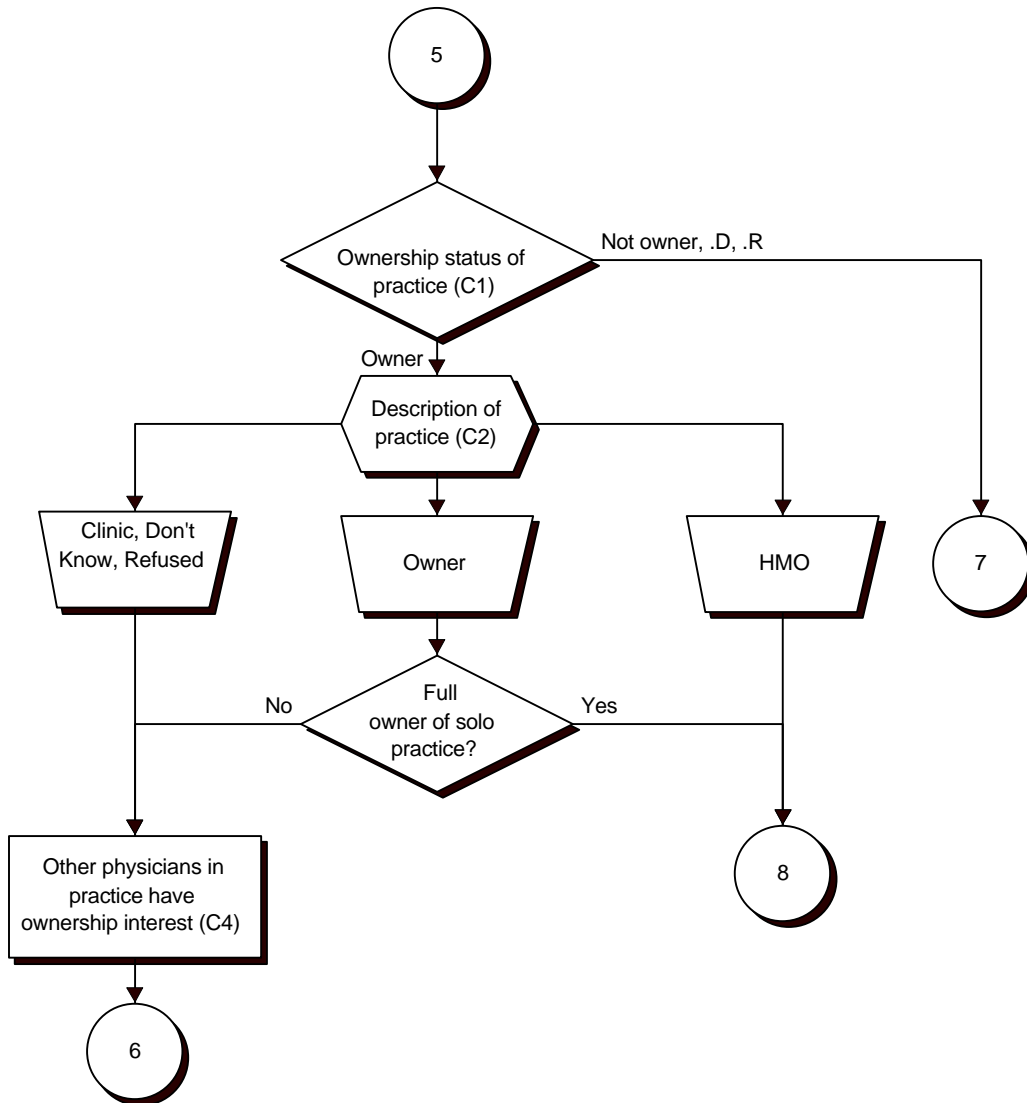 5
Ownership status of
practice (C1)
Not owner, .D, .R
Owner
Description of
practice (C2)
Clinic, Don't
Know, Refused
Owner
HMO
7
No
Full
owner of solo
practice?
Yes
Other physicians in
practice have
ownership interest (C4)
8
6